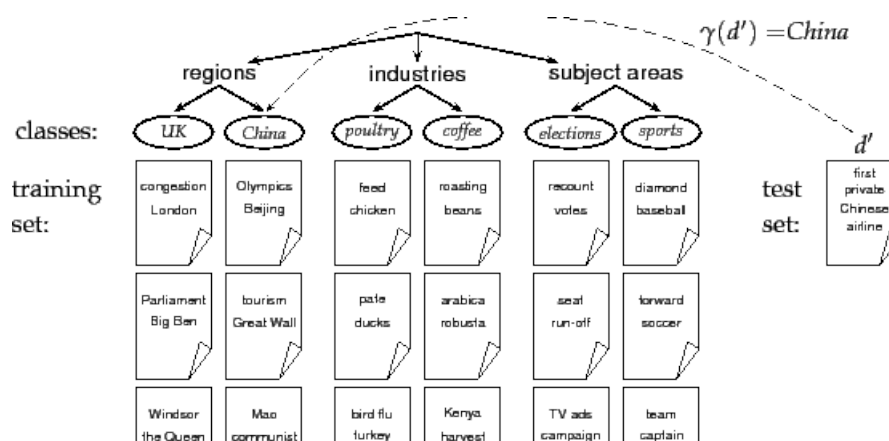 γ(d′) =China
regions industries subject areas
classes: UK China poultry coffee elections sports
d′
training set:
congestion London
Olympics Beijing
feed chicken
roasting beans
recount votes
diamond baseball
test set:
first private Chinese airline
Parliament Big Ben
tourism Great Wall
pate ducks
arabica robusta
seat run-off
forward soccer
Windsor the Queen
Mao communist
bird flu turkey
Kenya harvest
TV ads campaign
team captain